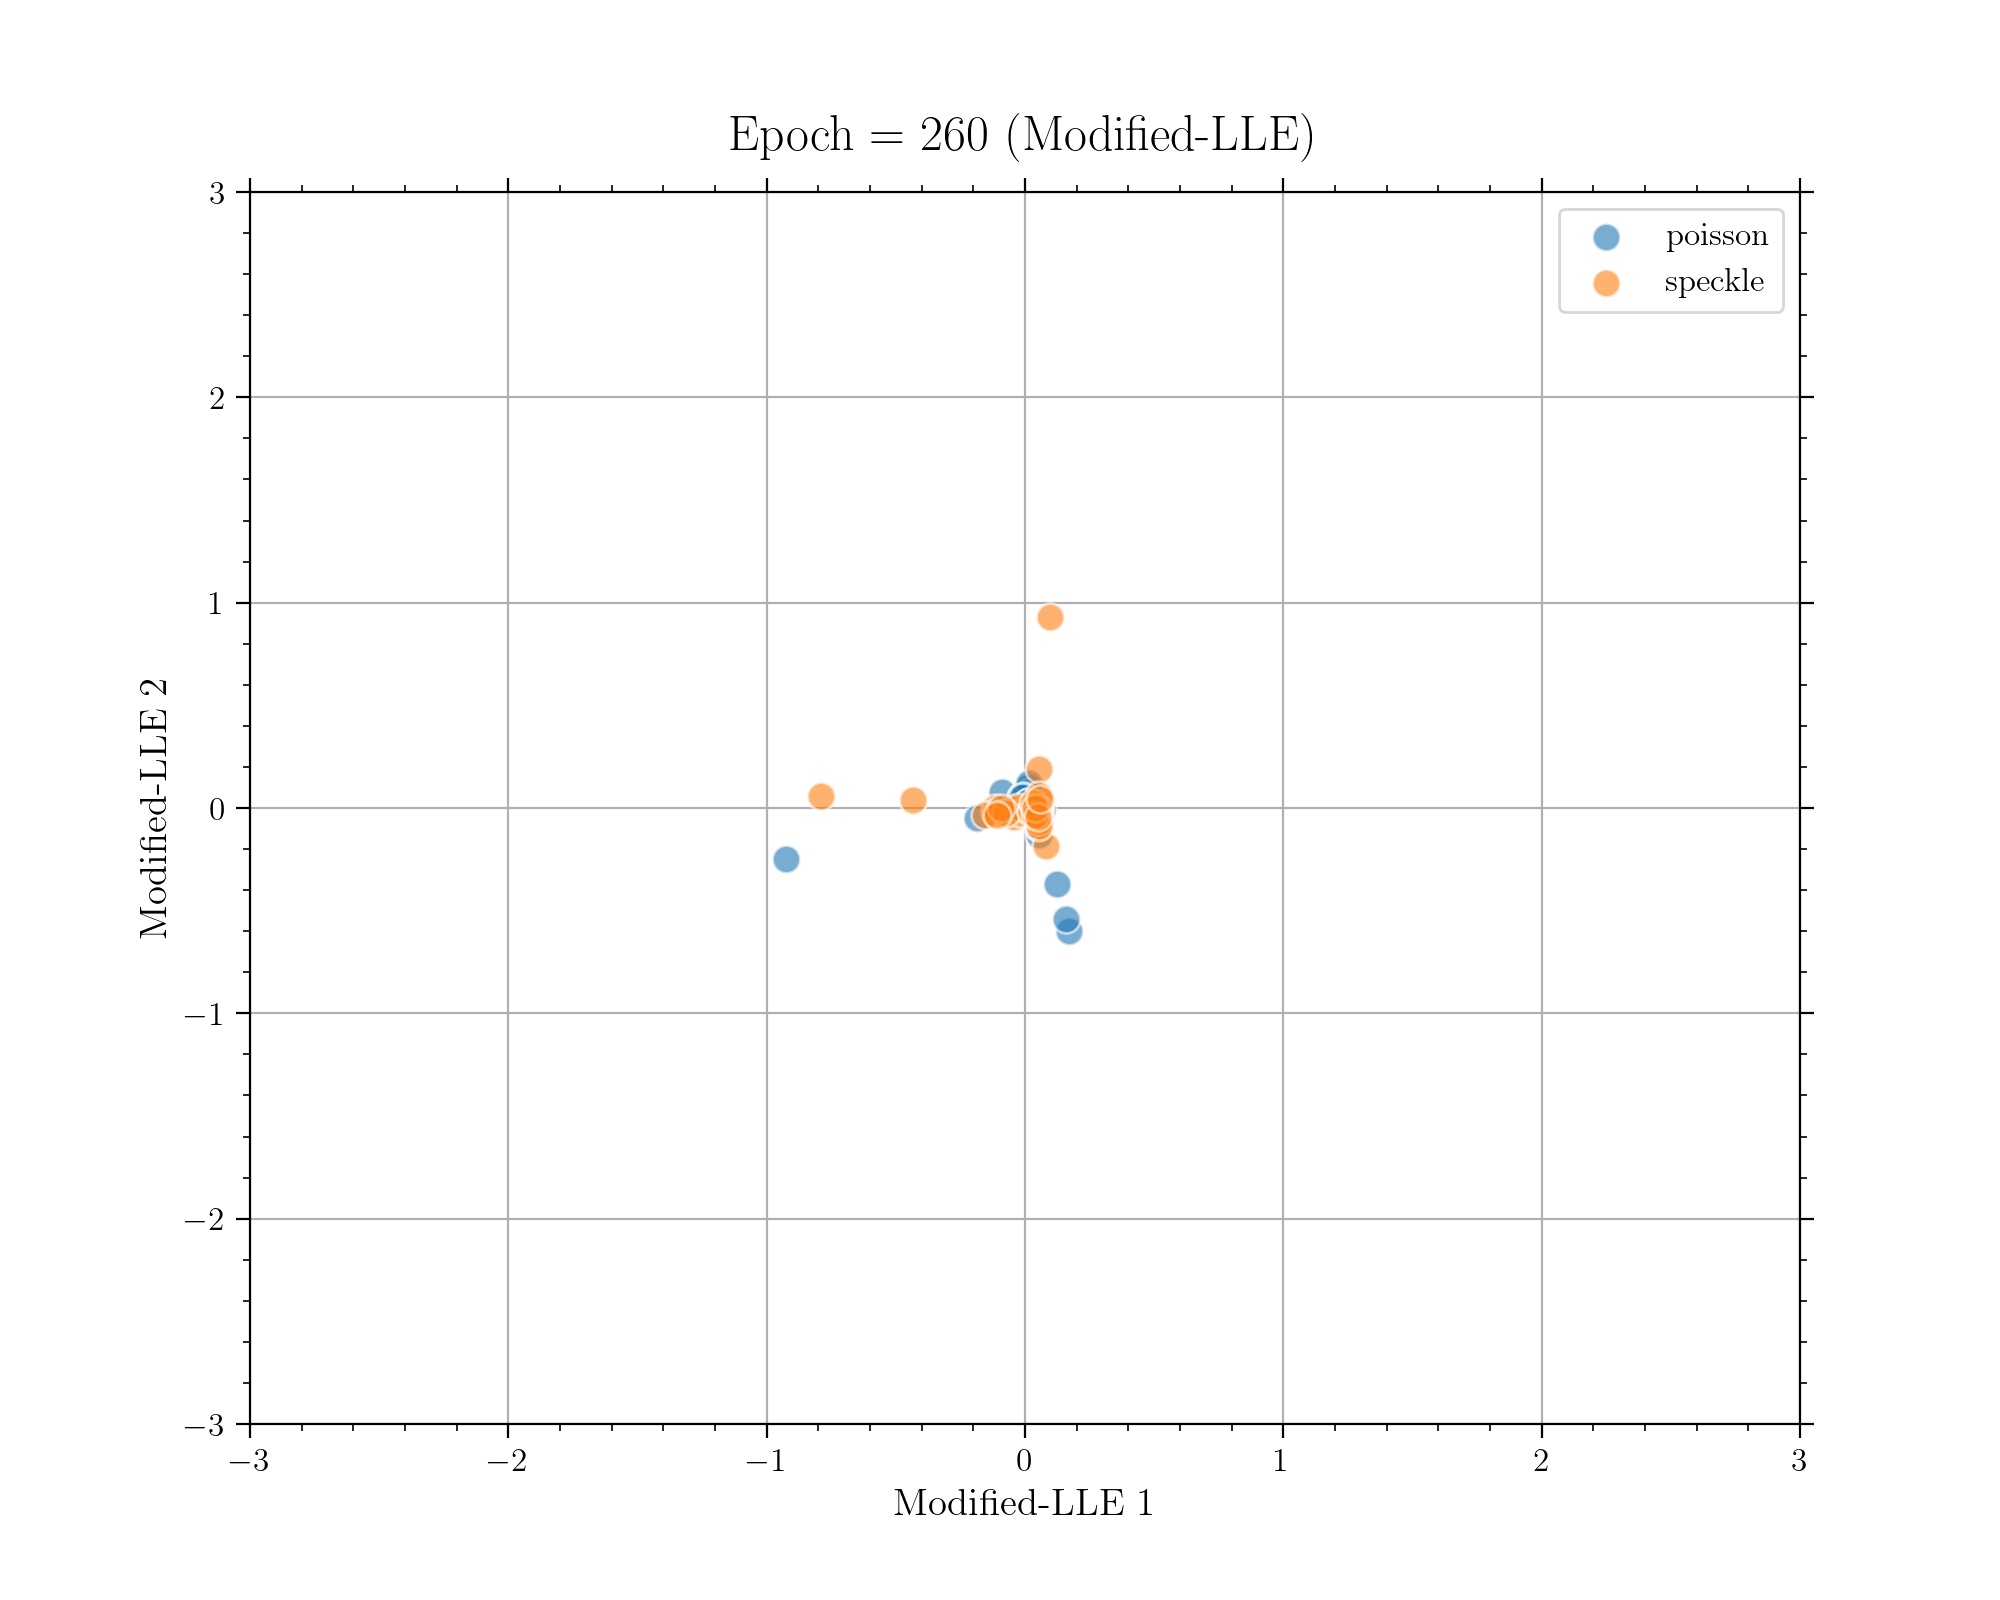 Epoch = 260 (Modified-LLE)
poisson
speckle
Modified-LLE 2
3
2
1
0
−1
−2
−3
−3 −2 −1 0 1 2 3
Modified-LLE 1